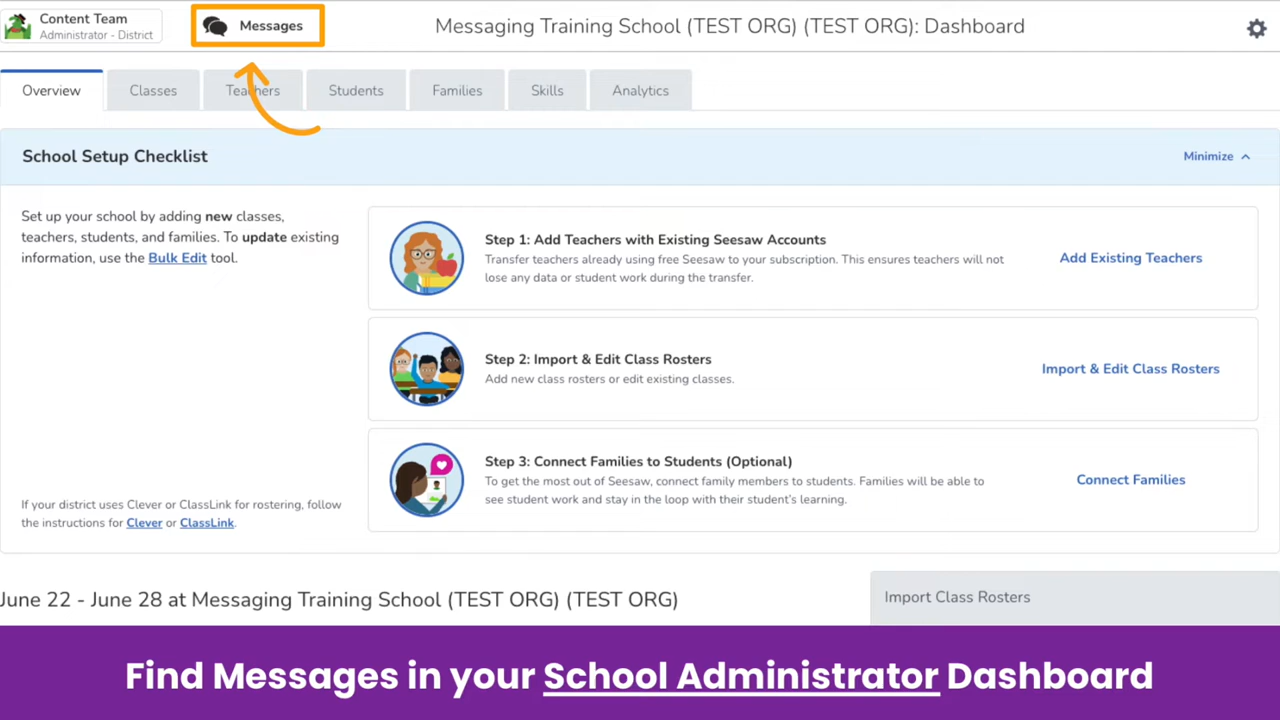 Content Team
Administrator - District
Messages
Messaging Training School (TEST ORG) (TEST ORG): Dashboard
Overview
Classes
Teachers
Students
Families
Skills
Analytics
School Setup Checklist
Minimize
Set up your school by adding new classes,
teachers, students, and families. To update existing
information, use the Bulk Edit tool.
If your district uses Clever or ClassLink for rostering, follow
the instructions for Clever or ClassLink.
Step 1: Add Teachers with Existing Seesaw Accounts
Transfer teachers already using free Seesaw to your subscription. This ensures teachers will not
lose any data or student work during the transfer.
Add Existing Teachers
Step 2: Import & Edit Class Rosters
Add new class rosters or edit existing classes.
Import & Edit Class Rosters
Step 3: Connect Families to Students (Optional)
To get the most out of Seesaw, connect family members to students. Families will be able to
see student work and stay in the loop with their student's learning.
Connect Families
June 22 - June 28 at Messaging Training School (TEST ORG) (TEST ORG)
Import Class Rosters
Find Messages in your School Administrator Dashboard